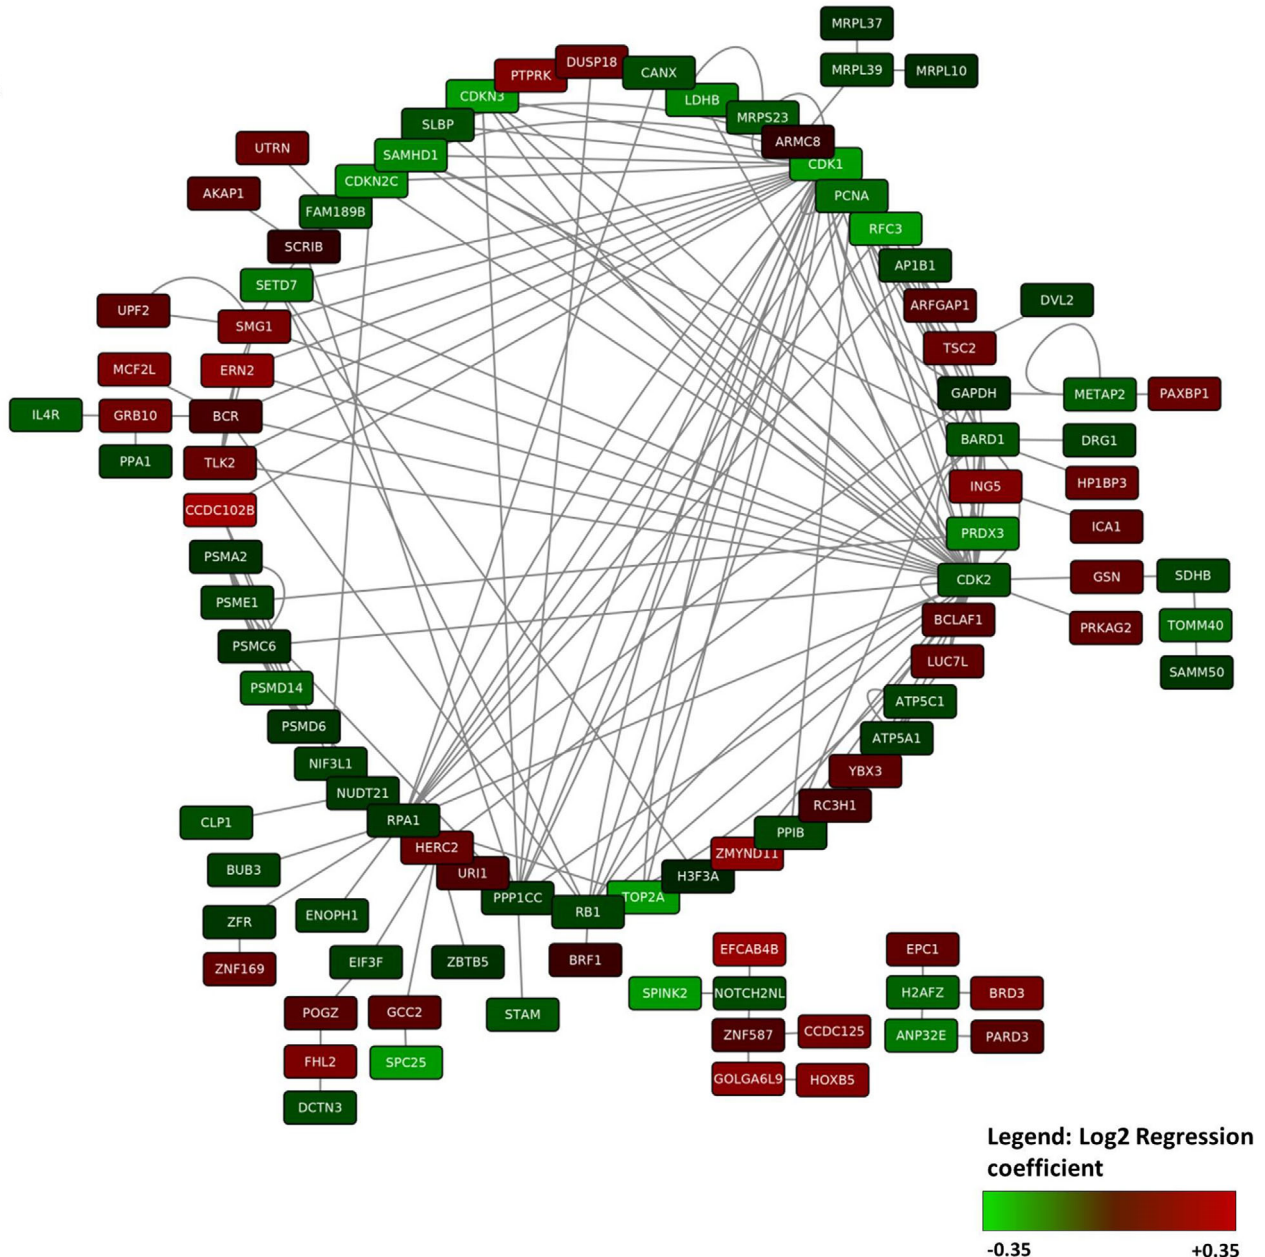 MRPL37
DUSP18
PTPRK
CANX
MRPL39
MRPL10
CDKN3
LDHB
SLBP
MRPS23
UTRN
SAMHD1
ARMC8
CDK1
CDKN2C
AKAP1
PCNA
FAM189B
RFC3
SCRIB
AP1B1
SETD7
ARFGAP1
DVL2
UPF2
SMG1
TSC2
MCF2L
ERN2
GAPDH
METAP2
PAXBP1
IL4R
GRB10
BCR
BARD1
DRG1
PPA1
TLK2
ING5
HP1BP3
CCDC102B
PRDX3
ICA1
PSMA2
CDK2
GSN
SDHB
PSME1
BCLAF1
PRKAG2
TOMM40
PSMC6
LUC7L
SAMM50
PSMD14
ATP5C1
PSMD6
ATP5A1
NIF3L1
YBX3
NUDT21
RC3H1
CLP1
RPA1
PPIB
HERC2
ZMYND11
BUB3
URI1
H3F3A
PPP1CC
TOP2A
RB1
ZFR
ENOPH1
ZNF169
EIF3F
ZBTB5
BRF1
EFCAB4B
EPC1
SPINK2
NOTCH2NL
H2AFZ
BRD3
POGZ
GCC2
STAM
ZNF587
CCDC125
ANP32E
PARD3
FHL2
SPC25
GOLGA6L9
HOXB5
DCTN3
Legend: Log2 Regression
coefficient
-0.35
+0.35